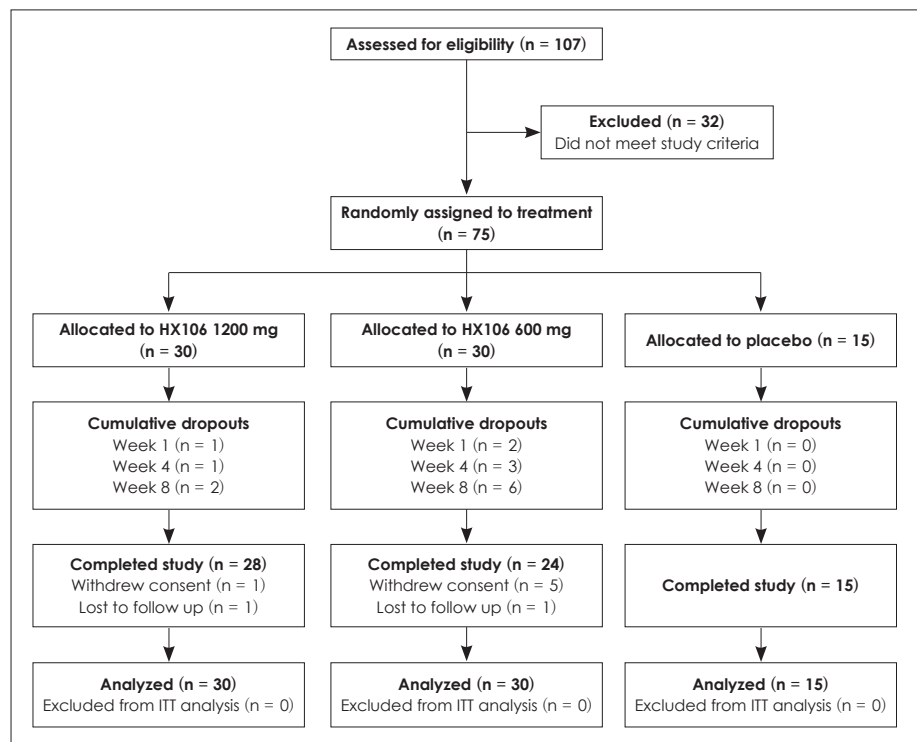 Assessed for eligibility (n = 107)
Excluded (n = 32)
Did not meet study criteria
Randomly assigned to treatment
(n = 75)
Allocated to HX106 1200 mg
(n = 30)
Allocated to HX106 600 mg
(n = 30)
Allocated to placebo (n = 15)
Cumulative dropouts
Week 1 (n = 1)
Week 4 (n = 1)
Week 8 (n = 2)
Cumulative dropouts
Week 1 (n = 2)
Week 4 (n = 3)
Week 8 (n = 6)
Cumulative dropouts
Week 1 (n = 0)
Week 4 (n = 0)
Week 8 (n = 0)
Completed study (n = 28)
Withdrew consent (n = 1)
Lost to follow up (n = 1)
Completed study (n = 24)
Withdrew consent (n = 5)
Lost to follow up (n = 1)
Completed study (n = 15)
Analyzed (n = 30)
Excluded from ITT analysis (n = 0)
Analyzed (n = 30)
Excluded from ITT analysis (n = 0)
Analyzed (n = 15)
Excluded from ITT analysis (n = 0)